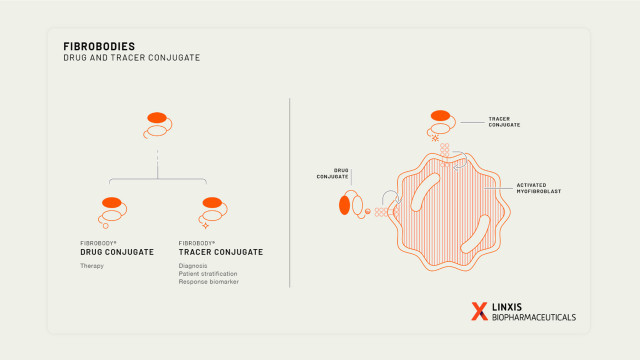 FIBROBODIES
DRUG AND TRACER CONJUGATE
FIBROBODY®
DRUG CONJUGATE
Therapy
FIBROBODY®
TRACER CONJUGATE
Diagnosis
Patient stratification
Response biomarker
TRACER
CONJUGATE
DRUG
CONJUGATE
ACTIVATED
MYOFIBROBLAST
LINXIS
BIOPHARMACEUTICALS